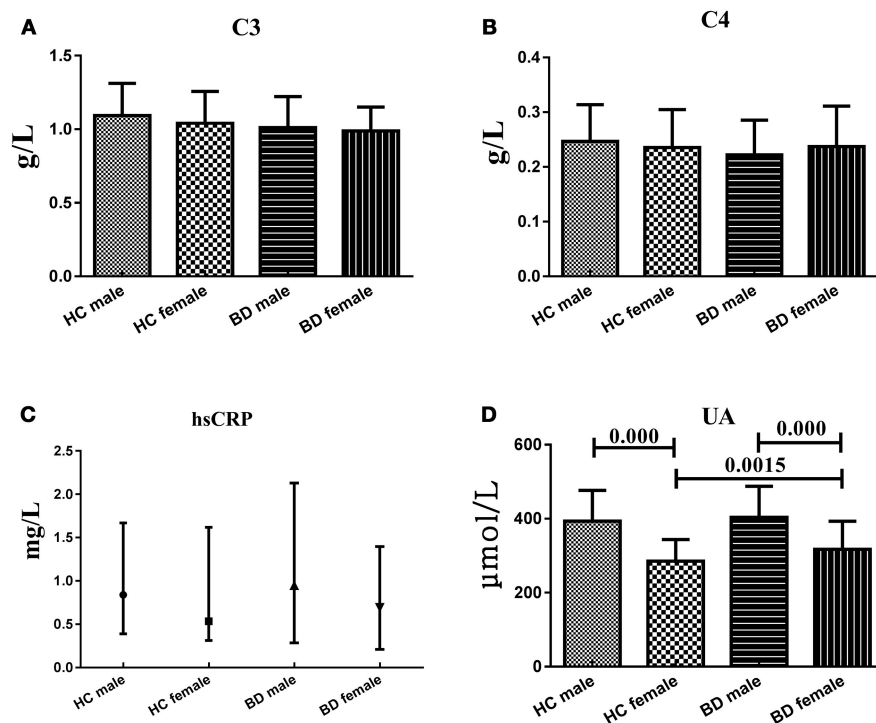 A
C3
g/L
1.5
1.0
0.5
0.0
HC male
HC female
BD male
BD female
B
C4
g/L
0.4
0.3
0.2
0.1
0.0
HC male
HC female
BD male
BD female
C
hsCRP
mg/L
2.5
2.0
1.5
1.0
0.5
0.0
HC male
HC female
BD male
BD female
D
UA
μmol/L
600
400
200
0
0.000
0.000
0.0015
HC male
HC female
BD male
BD female